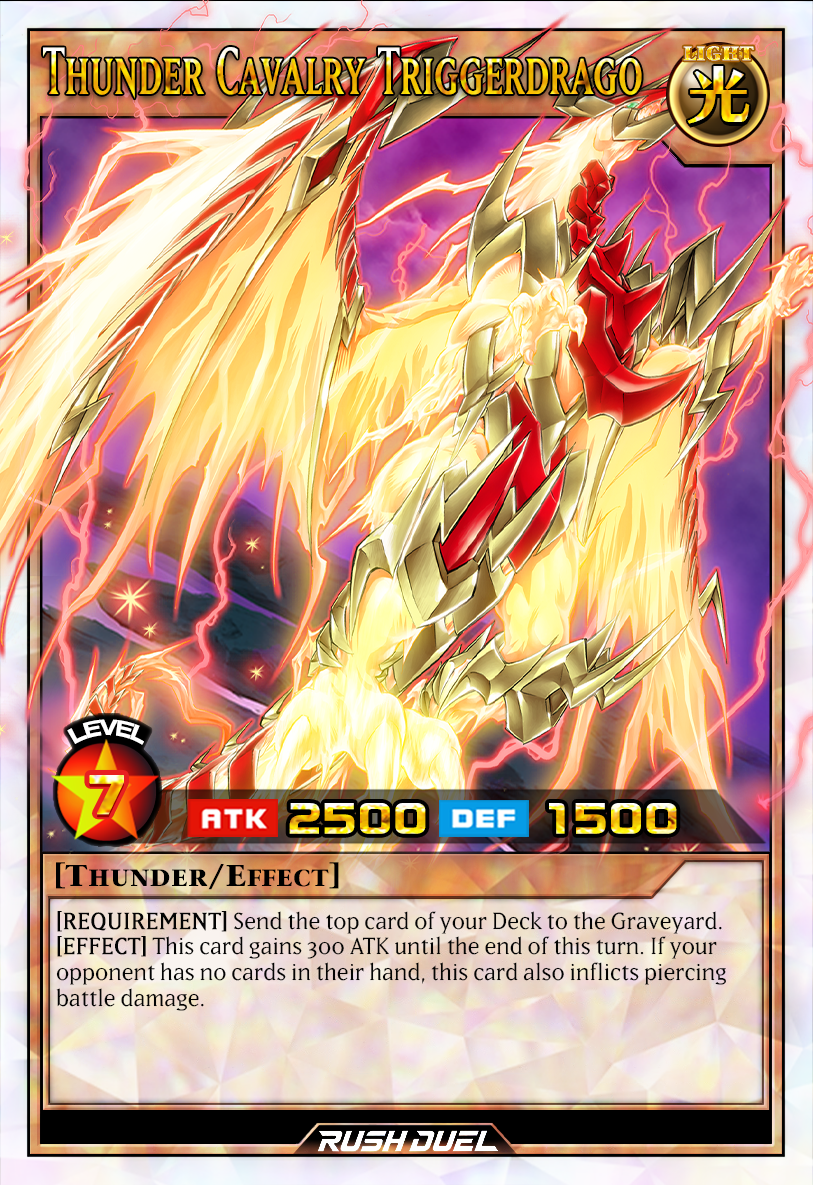 Thunder Cavalry Triggerdrago
LIGHT
光
LEVEL
7
ATK 2500 DEF 1500
[Thunder/Effect]
[REQUIREMENT] Send the top card of your Deck to the Graveyard.
[EFFECT] This card gains 300 ATK until the end of this turn. If your
opponent has no cards in their hand, this card also inflicts piercing
battle damage.
RUSH DUEL